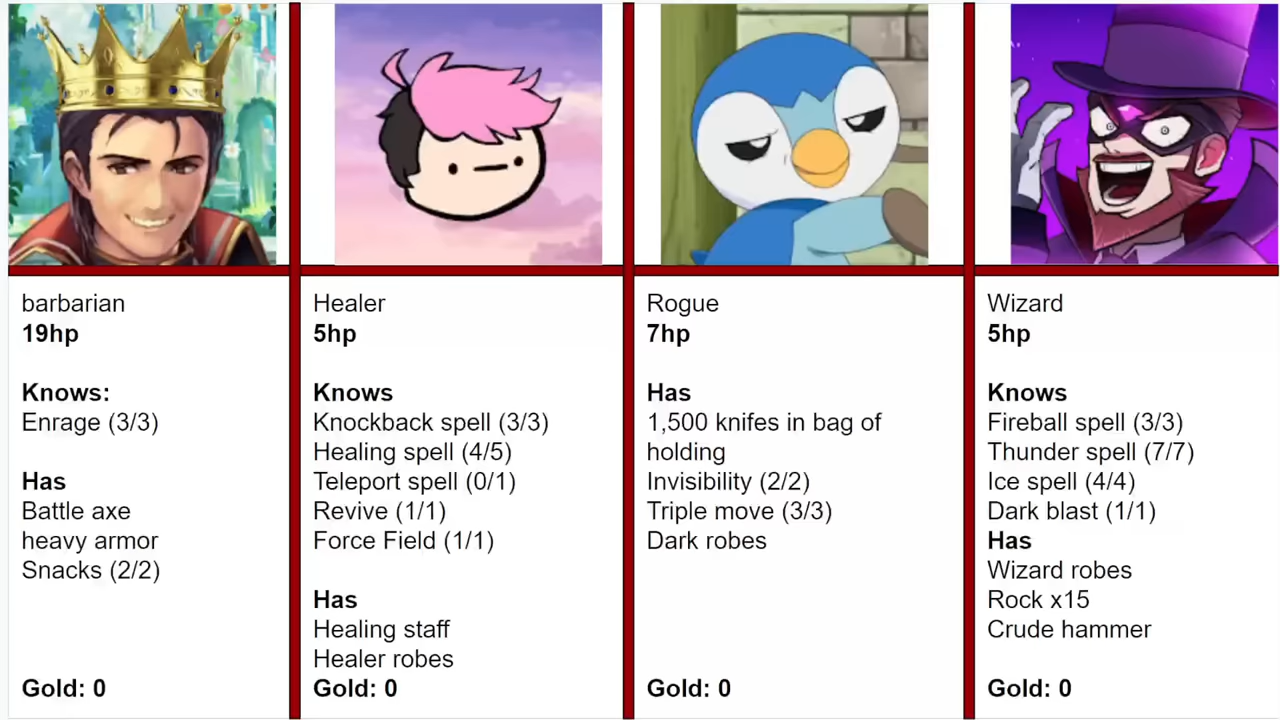 barbarian
19hp
Knows:
Enrage (3/3)
Has
Battle axe
heavy armor
Snacks (2/2)
Gold: 0
Healer
5hp
Knows
Knockback spell (3/3)
Healing spell (4/5)
Teleport spell (0/1)
Revive (1/1)
Force Field (1/1)
Has
Healing staff
Healer robes
Gold: 0
Rogue
7hp
Has
1,500 knifes in bag of
holding
Invisibility (2/2)
Triple move (3/3)
Dark robes
Gold: 0
Wizard
5hp
Knows
Fireball spell (3/3)
Thunder spell (7/7)
Ice spell (4/4)
Dark blast (1/1)
Has
Wizard robes
Rock x15
Crude hammer
Gold: 0